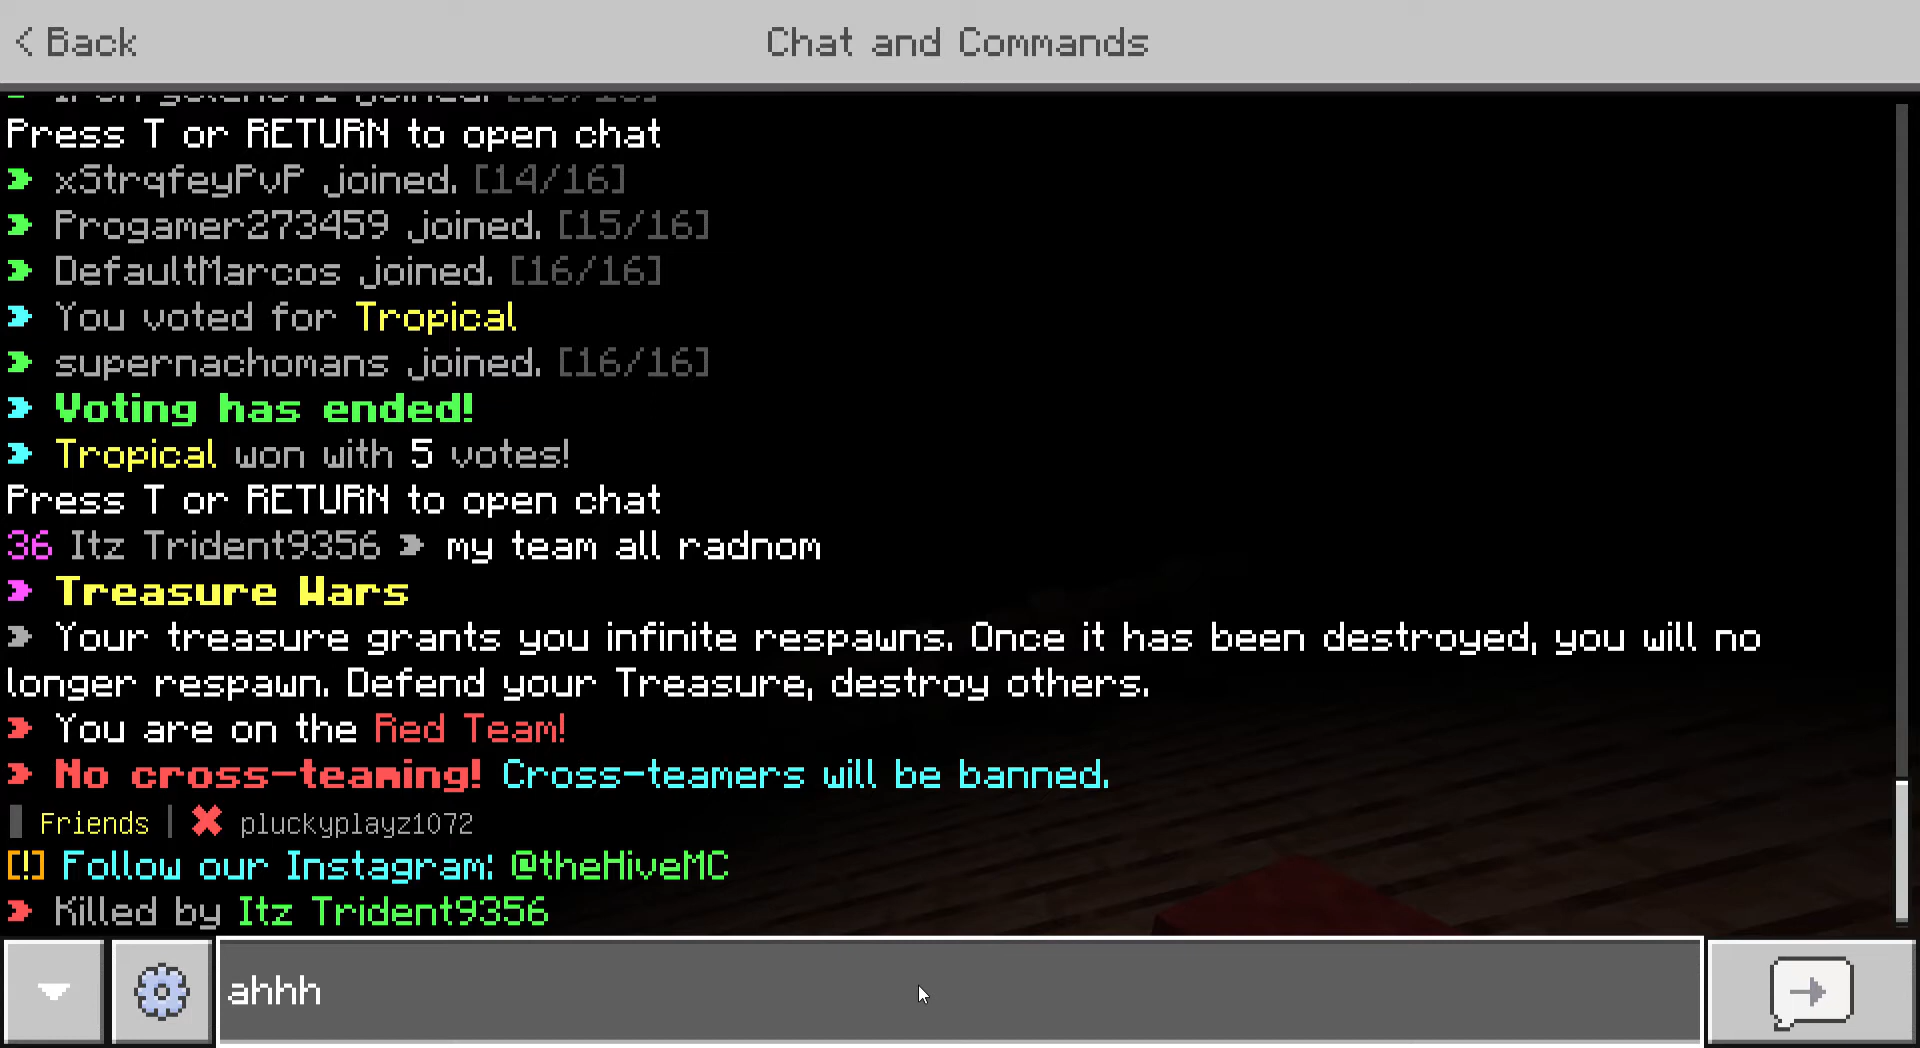 < Back
Chat and Commands
joined.
Press T or RETURN to open chat
xStrqfeyPvP joined. [14/16]
Progamer273459 joined. [15/16]
DefaultMarcos joined. [16/16]
You voted for Tropical
supernachomans joined. [16/16]
Voting has ended!
Tropical won with 5 votes!
Press T or RETURN to open chat
36 Itz Trident9356 » my team all radnom
Treasure Wars
Your treasure grants you infinite respawns. Once it has been destroyed, you will no
longer respawn. Defend your Treasure, destroy others.
You are on the Red Team!
No cross-teaming! Cross-teamers will be banned.
Friends | ✖ pluckyplayz1072
[!] Follow our Instagram: @theHiveMC
Killed by Itz Trident9356
ahhh